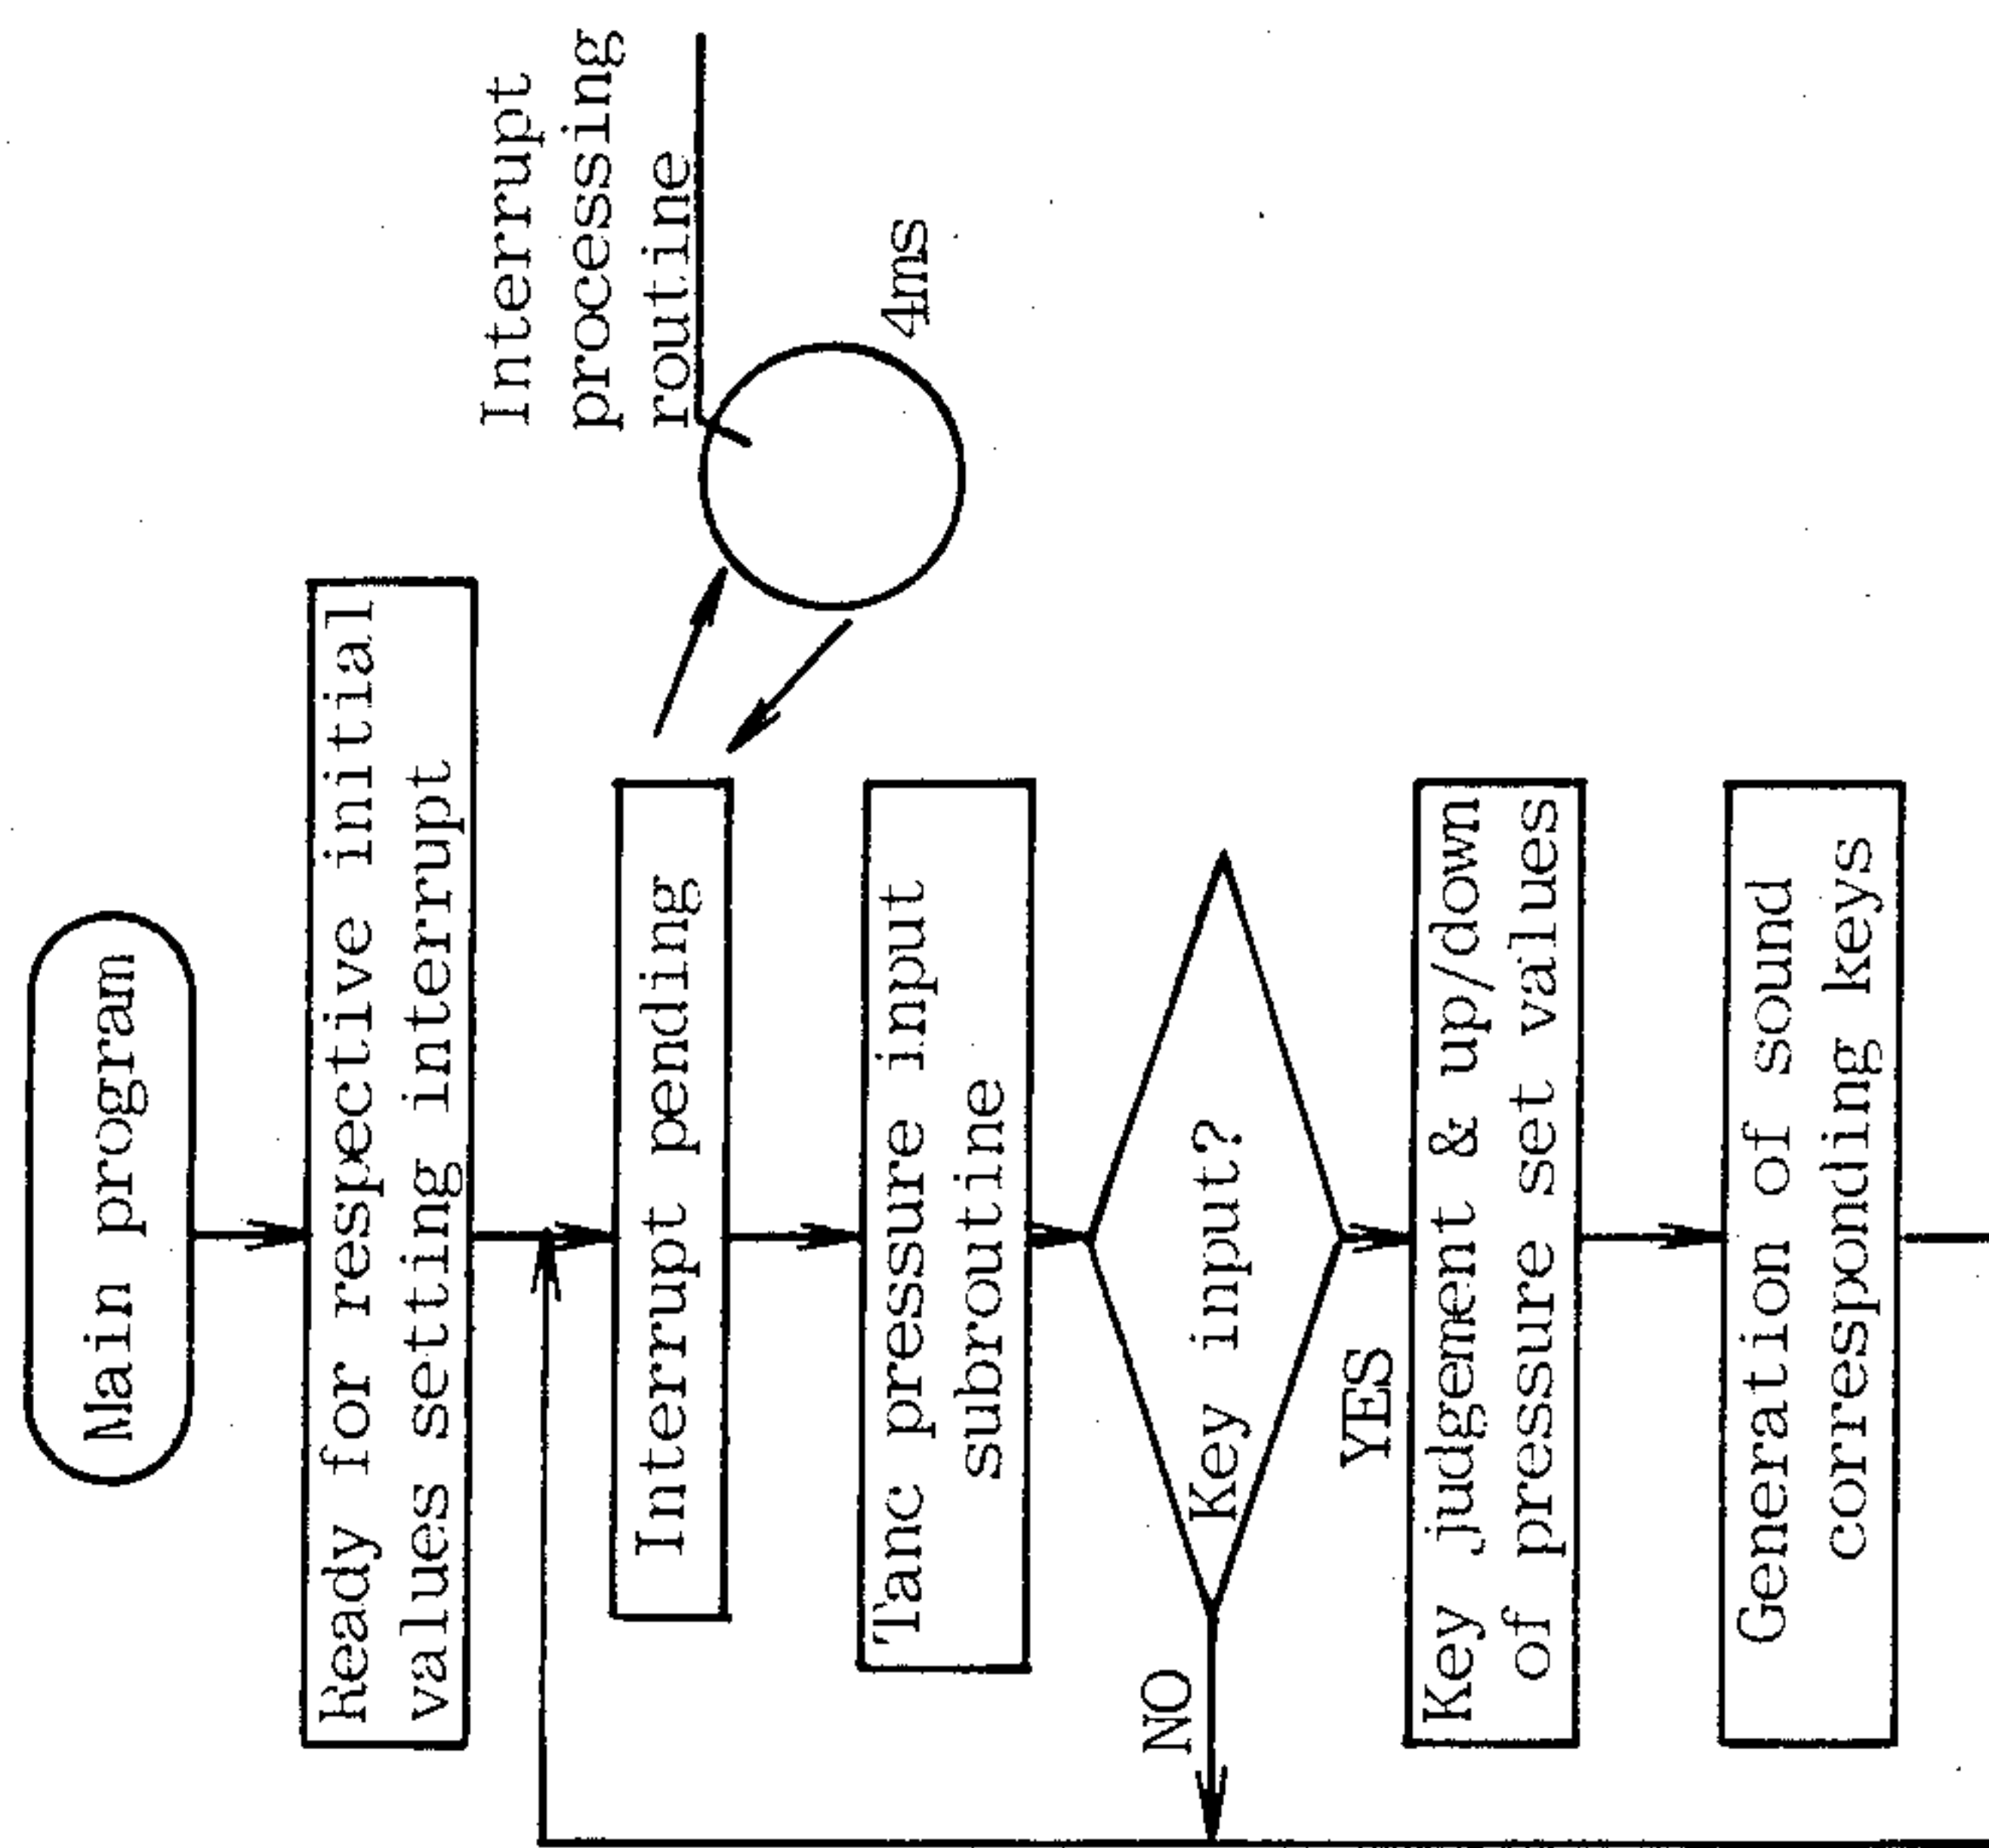 Main program
Ready for respective initial
values setting interrupt
Interrupt pending
Interrupt
processing
routine
4ms
Tanc pressure input
subroutine
Key input?
NO
YES
Key judgement & up/down
of pressure set values
Generation of sound
corresponding keys